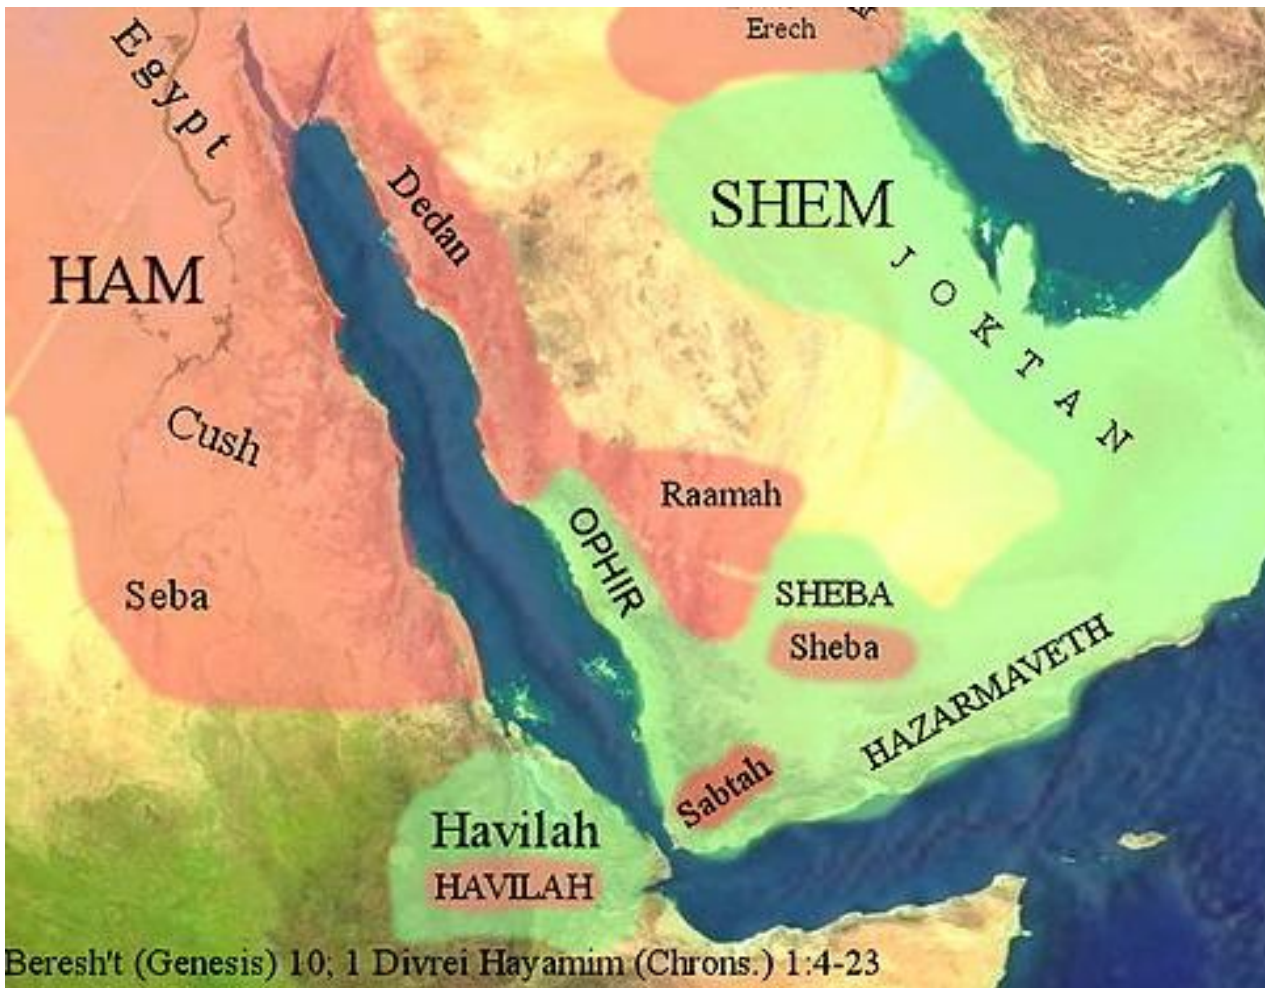 Erech
Egypt
Dedan
SHEM
HAM
JOKTAN
Cush
Raamah
OPHIR
Seba
SHEBA
Sheba
HAZARMAVETH
Sabtah
Havilah
HAVILAH
Beresh't (Genesis) 10; 1 Divrei Hayamim (Chrons.) 1:4-23